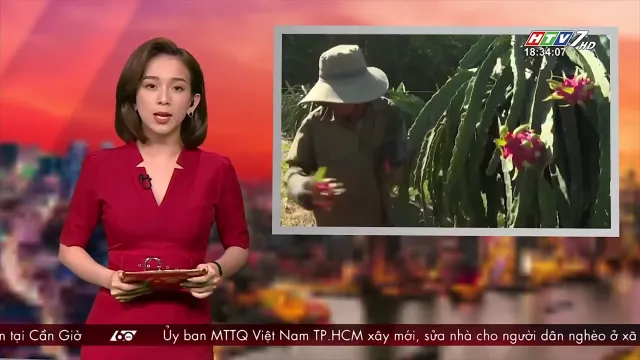 HTV7 HD
18:34:07
n tại Cần Giờ 60 Ủy ban MTTQ Việt Nam TP.HCM xây mới, sửa nhà cho người dân nghèo ở xã